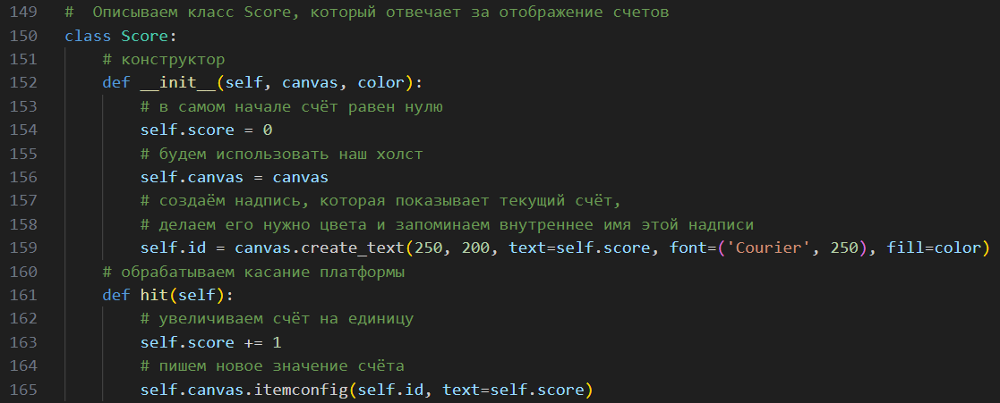 149 #  Описываем класс Score, который отвечает за отображение счетов
150 class Score:
151     # конструктор
152     def __init__(self, canvas, color):
153         # в самом начале счёт равен нулю
154         self.score = 0
155         # будем использовать наш холст
156         self.canvas = canvas
157         # создаём надпись, которая показывает текущий счёт,
158         # делаем его нужно цвета и запоминаем внутреннее имя этой надписи
159         self.id = canvas.create_text(250, 200, text=self.score, font=('Courier', 250), fill=color)
160     # обрабатываем касание платформы
161     def hit(self):
162         # увеличиваем счёт на единицу
163         self.score += 1
164         # пишем новое значение счёта
165         self.canvas.itemconfig(self.id, text=self.score)